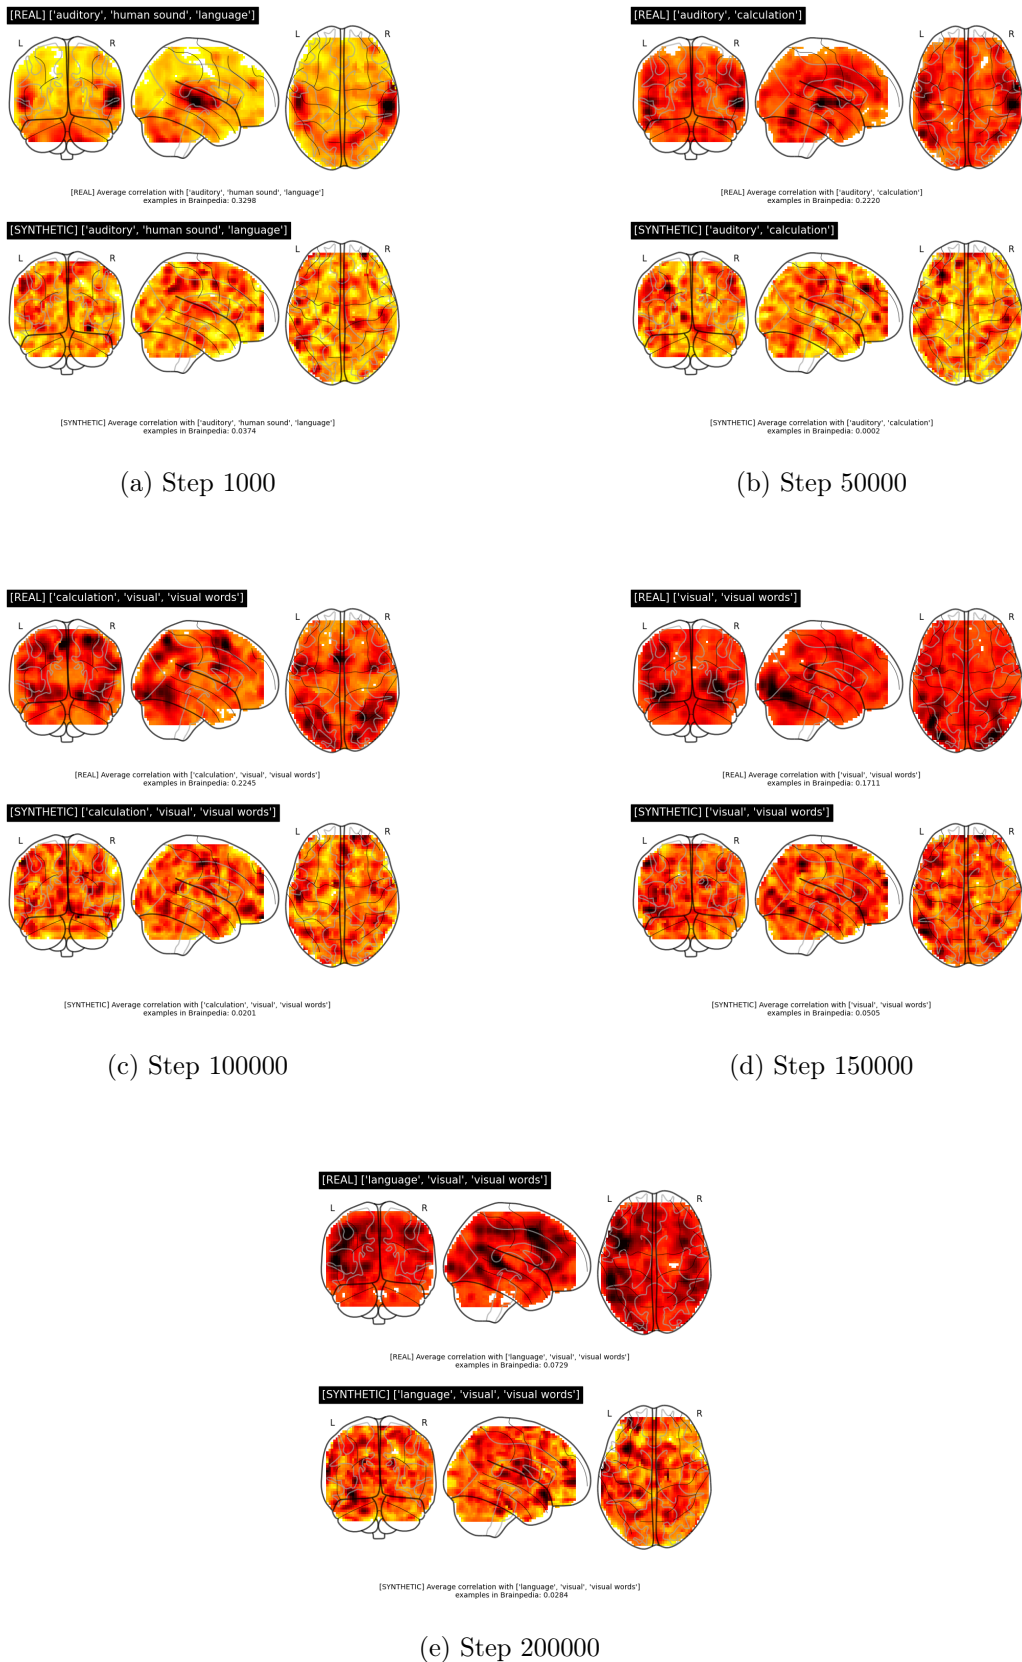 [REAL] ['auditory', 'human sound', 'language']
L R
[REAL] Average correlation with ['auditory', 'human sound', 'language']
examples in Brainpedia: 0.3298
[SYNTHETIC] ['auditory', 'human sound', 'language']
L R L R
[SYNTHETIC] Average correlation with ['auditory', 'human sound', 'language']
examples in Brainpedia: 0.0374
(a) Step 1000
[REAL] ['auditory', 'calculation']
L R L R
[REAL] Average correlation with ['auditory', 'calculation']
examples in Brainpedia: 0.2220
[SYNTHETIC] ['auditory', 'calculation']
L R L R
[SYNTHETIC] Average correlation with ['auditory', 'calculation']
examples in Brainpedia: 0.0002
(b) Step 50000
[REAL] ['calculation', 'visual', 'visual words']
L R L R
[REAL] Average correlation with ['calculation', 'visual', 'visual words']
examples in Brainpedia: 0.2245
[SYNTHETIC] ['calculation', 'visual', 'visual words']
L R L R
[SYNTHETIC] Average correlation with ['calculation', 'visual', 'visual words']
examples in Brainpedia: 0.0201
(c) Step 100000
[REAL] ['visual', 'visual words']
L R L R
[REAL] Average correlation with ['visual', 'visual words']
examples in Brainpedia: 0.1711
[SYNTHETIC] ['visual', 'visual words']
L R L R
[SYNTHETIC] Average correlation with ['visual', 'visual words']
examples in Brainpedia: 0.0505
(d) Step 150000
[REAL] ['language', 'visual', 'visual words']
L R L R
[REAL] Average correlation with ['language', 'visual', 'visual words']
examples in Brainpedia: 0.0729
[SYNTHETIC] ['language', 'visual', 'visual words']
L R L R
[SYNTHETIC] Average correlation with ['language', 'visual', 'visual words']
examples in Brainpedia: 0.0284
(e) Step 200000